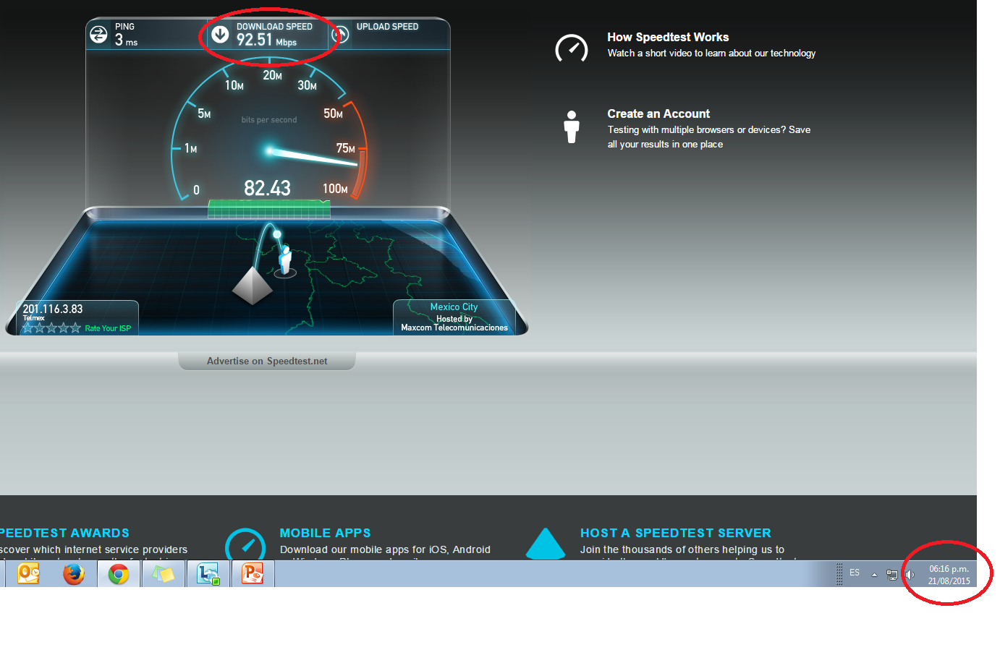 PING
3 ms
DOWNLOAD SPEED
92.51 Mbps
UPLOAD SPEED
How Speedtest Works
Watch a short video to learn about our technology
Create an Account
Testing with multiple browsers or devices? Save
all your results in one place
20M
10M
30M
5M
50M
bits per second
1M
75M
0
82.43
100M
201.116.3.83
Telmex
Rate Your ISP
Mexico City
Hosted by
Maxcom Telecomunicaciones
Advertise on Speedtest.net
PEEDTEST AWARDS
scover which internet service providers
MOBILE APPS
Download our mobile apps for iOS, Android
HOST A SPEEDTEST SERVER
Join the thousands of others helping us to
ES
06:16 p.m.
21/08/2015